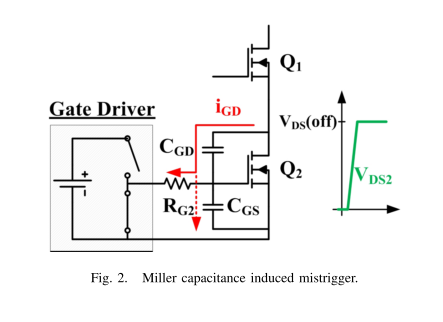 Q1
Gate Driver
iGD
VDS(off)
CGD
+
-
Q2
VDS2
RG2
CGS
Fig. 2. Miller capacitance induced mistrigger.